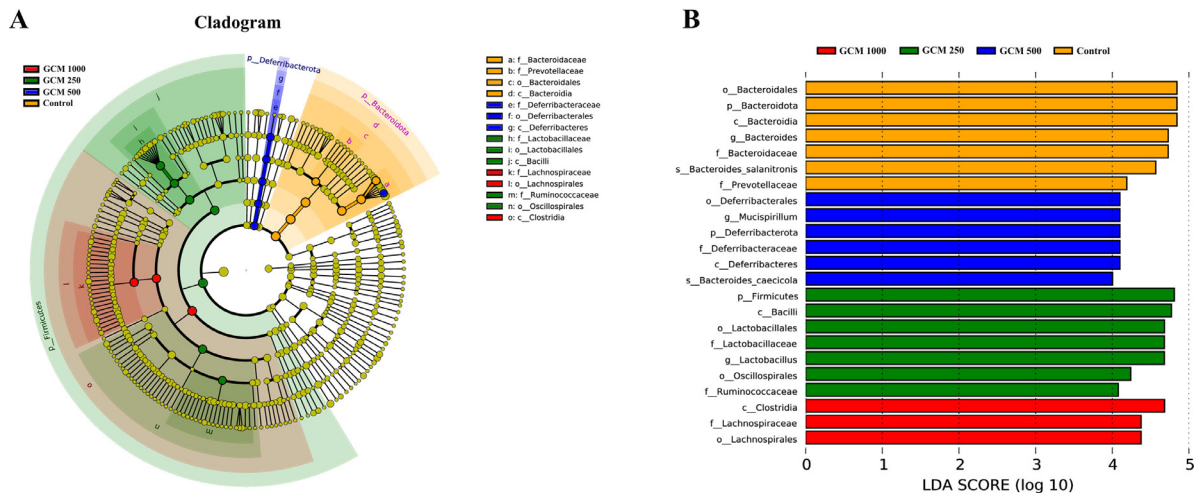 A
Cladogram
GCM 1000
GCM 250
GCM 500
Control
p__Deferribacterota
g
f
e
p__Bacteroidota
d
c
b
a
j
i
h
p__Firmicutes
l
k
o
n
m
a: f__Bacteroidaceae
b: f__Prevotellaceae
c: o__Bacteroidales
d: c__Bacteroidia
e: f__Deferribacteraceae
f: o__Deferribacterales
g: c__Deferribacteres
h: f__Lactobacillaceae
i: o__Lactobacillales
j: c__Bacilli
k: f__Lachnospiraceae
l: o__Lachnospirales
m: f__Ruminococcaceae
n: o__Oscillospirales
o: c__Clostridia
B
GCM 1000 GCM 250 GCM 500 Control
o__Bacteroidales
p__Bacteroidota
c__Bacteroidia
g__Bacteroides
f__Bacteroidaceae
s__Bacteroides_salanitronis
f__Prevotellaceae
o__Deferribacterales
g__Mucispirillum
p__Deferribacterota
f__Deferribacteraceae
c__Deferribacteres
s__Bacteroides_caecicola
p__Firmicutes
c__Bacilli
o__Lactobacillales
f__Lactobacillaceae
g__Lactobacillus
o__Oscillospirales
f__Ruminococcaceae
c__Clostridia
f__Lachnospiraceae
o__Lachnospirales
0 1 2 3 4 5
LDA SCORE (log 10)